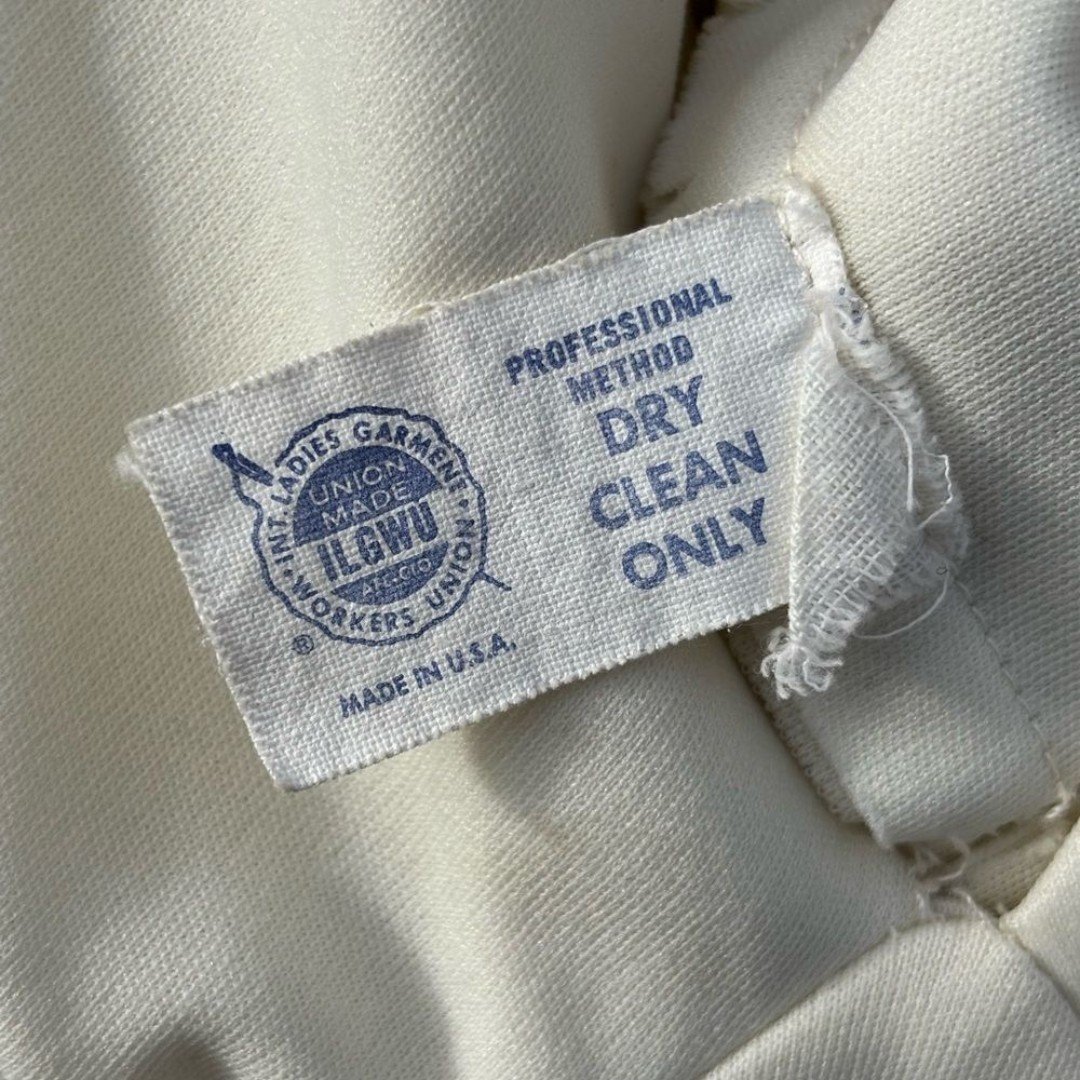 INT. LADIES GARMENT
WORKERS UNION
UNION
MADE
ILGWU
AFL-CIO
®
MADE IN U.S.A.
PROFESSIONAL
METHOD
DRY
CLEAN
ONLY